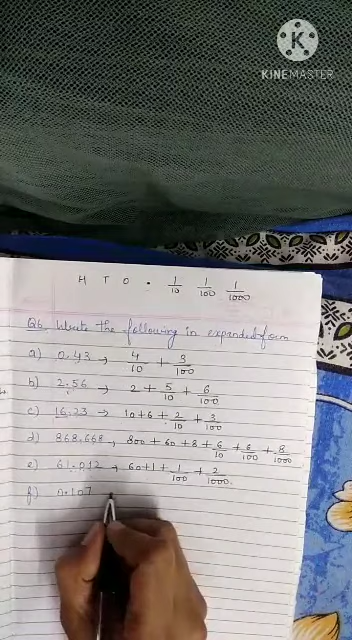 KINEMASTER
H T O . 1/10 1/100 1/1000
Q6. Write the following in expanded form
a) 0.43 → 4/10 + 3/100
b) 2.56 → 2 + 5/10 + 6/100
c) 16.23 → 10+6 + 2/10 + 3/100
d) 868.668, 800 + 60 + 8 + 6/10 + 6/100 + 8/1000
e) 61.012 → 60+1+ 1/100 + 2/1000
f) 0.107